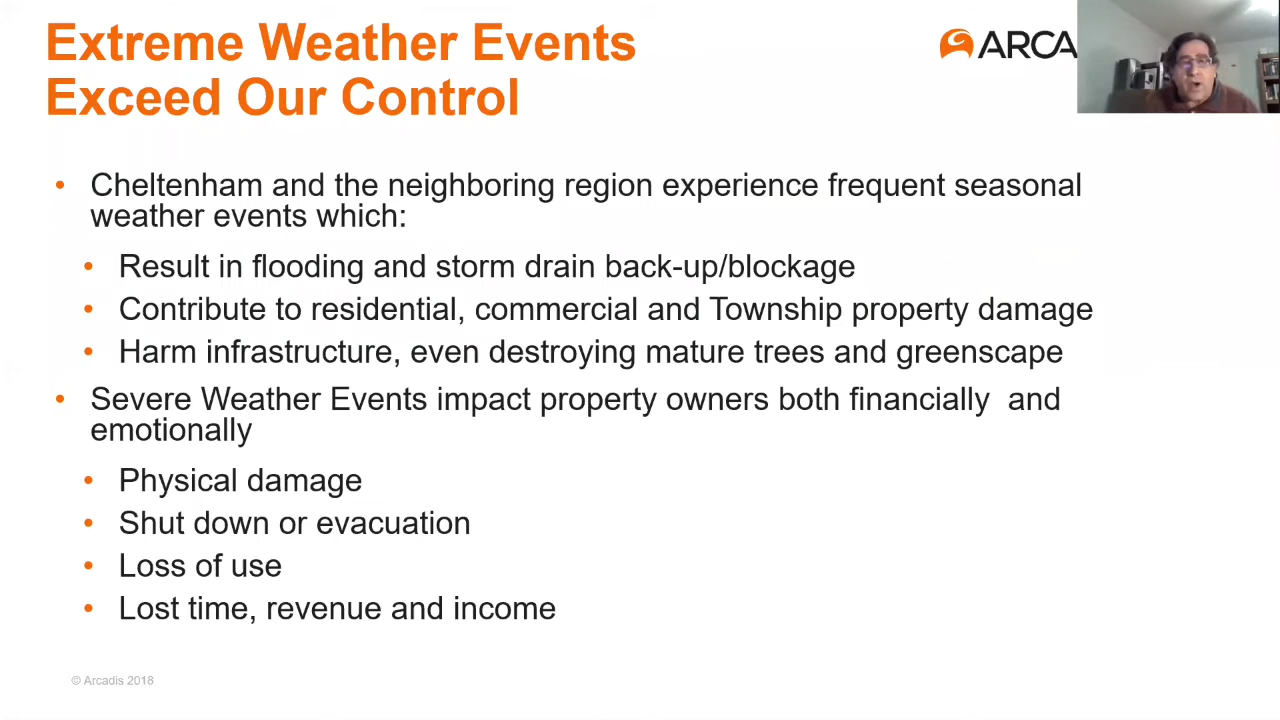 Extreme Weather Events
Exceed Our Control
ARCA
• Cheltenham and the neighboring region experience frequent seasonal
weather events which:
• Result in flooding and storm drain back-up/blockage
• Contribute to residential, commercial and Township property damage
• Harm infrastructure, even destroying mature trees and greenscape
• Severe Weather Events impact property owners both financially  and
emotionally
• Physical damage
• Shut down or evacuation
• Loss of use
• Lost time, revenue and income
© Arcadis 2018